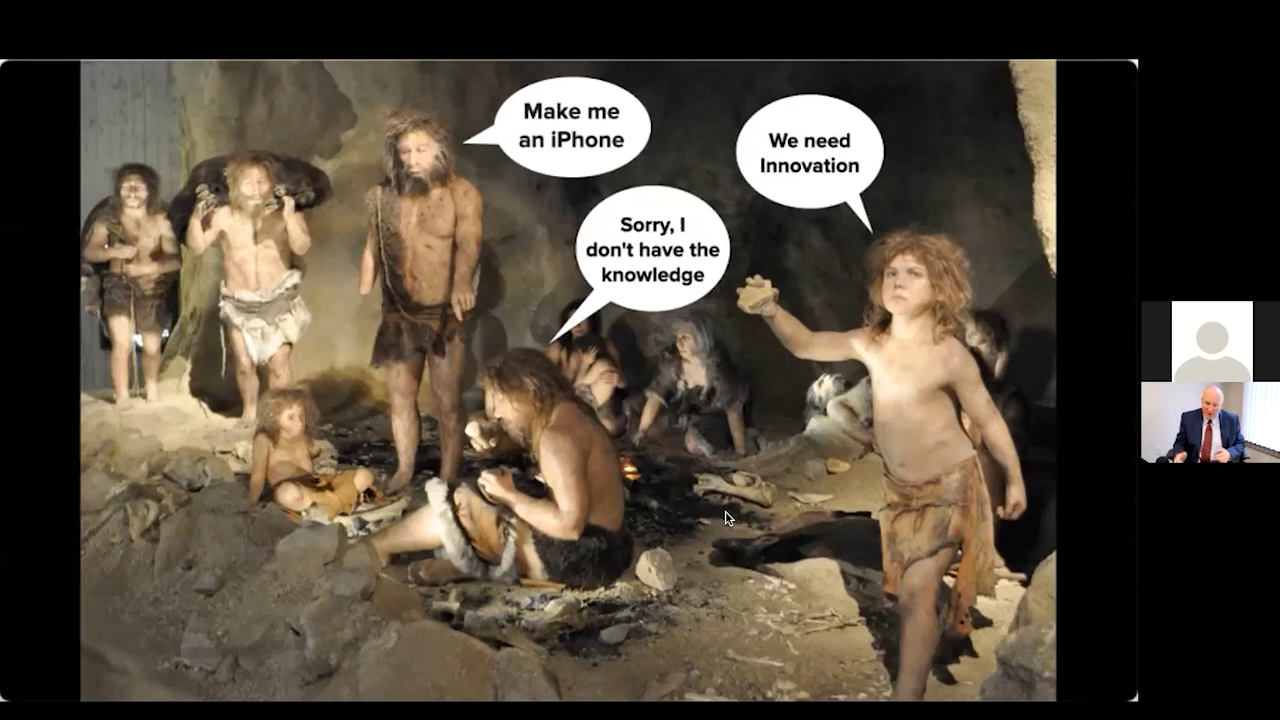 Make me
an iPhone
We need
Innovation
Sorry, I
don't have the
knowledge